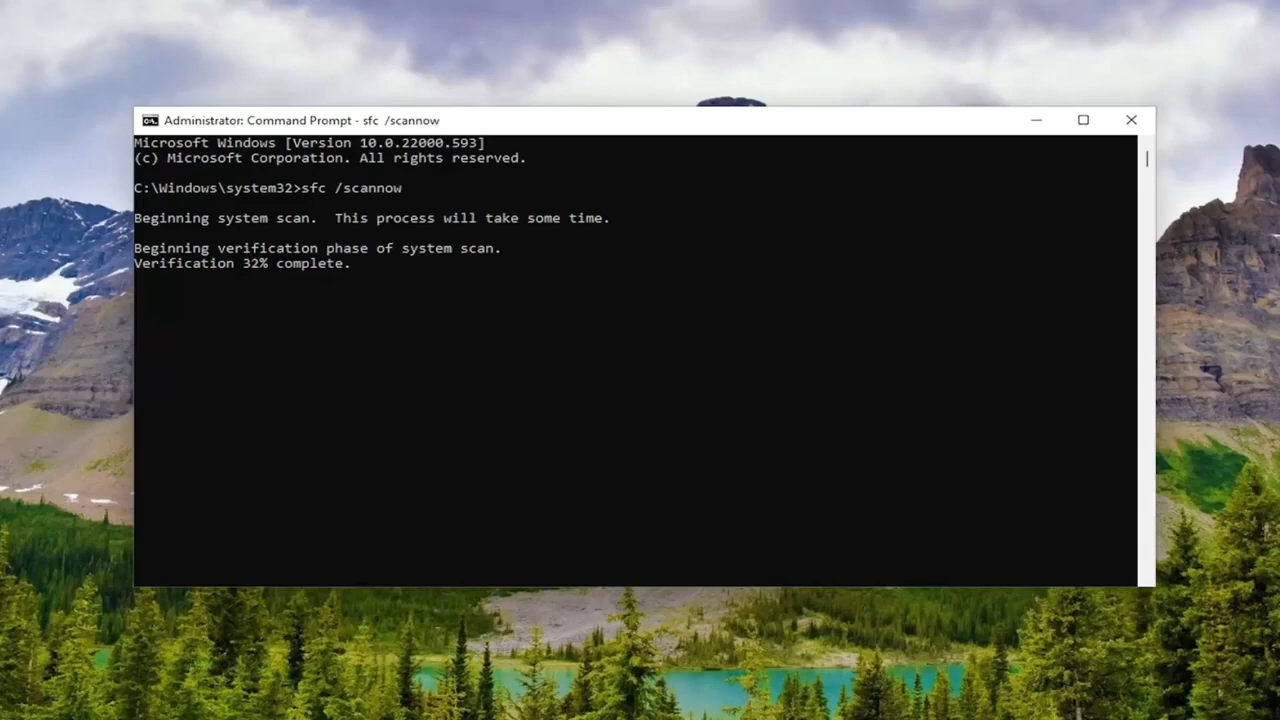 Administrator: Command Prompt - sfc  /scannow
Microsoft Windows [Version 10.0.22000.593]
(c) Microsoft Corporation. All rights reserved.
C:\Windows\system32>sfc /scannow
Beginning system scan.  This process will take some time.
Beginning verification phase of system scan.
Verification 32% complete.